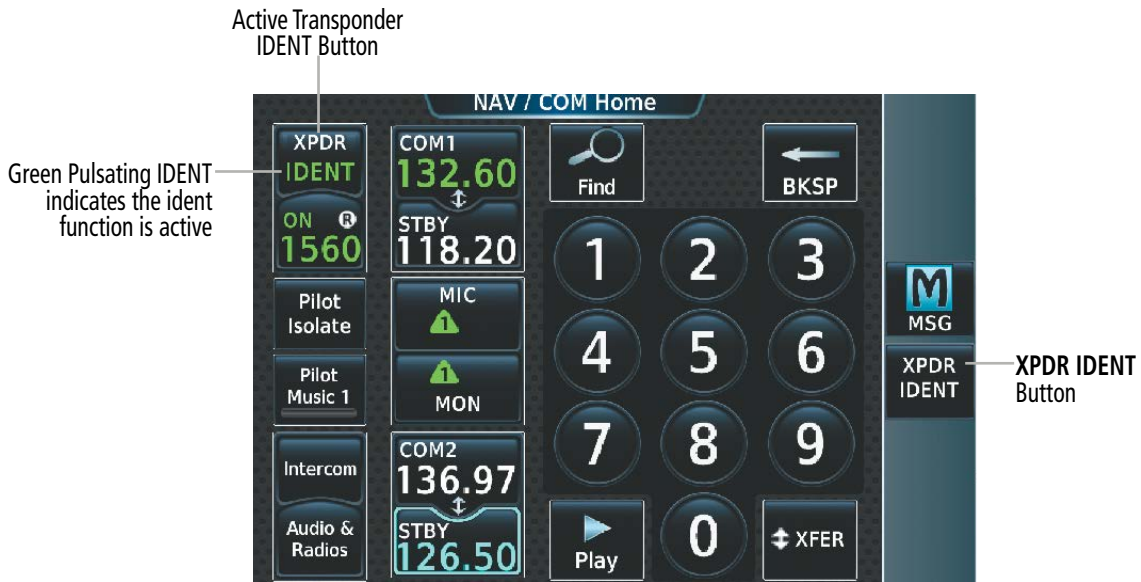 Active Transponder
IDENT Button
Green Pulsating IDENT
indicates the ident
function is active
NAV / COM Home
XPDR
IDENT
ON R
1560
Pilot
Isolate
Pilot
Music 1
Intercom
Audio &
Radios
COM1
132.60
STBY
118.20
MIC
1
1
MON
COM2
136.97
STBY
126.50
Find
BKSP
1 2 3
4 5 6
7 8 9
Play
0
XFER
M
MSG
XPDR
IDENT
XPDR IDENT
Button